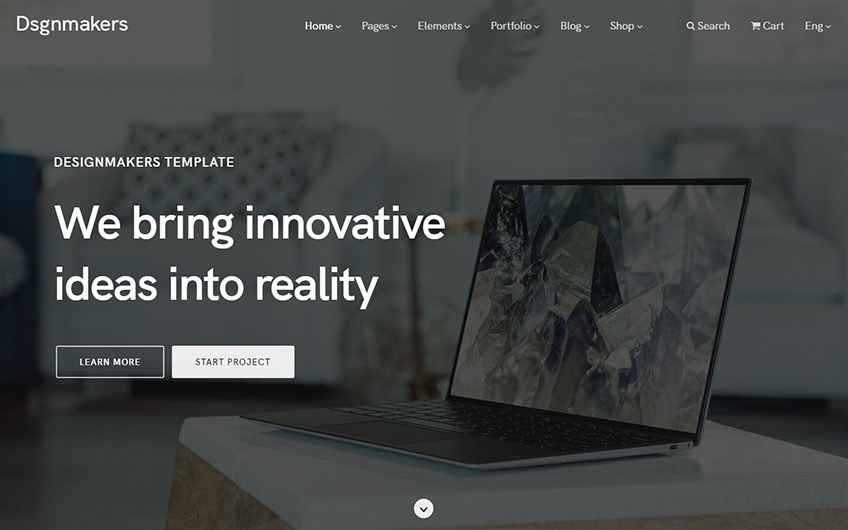 Dsgnmakers
Home Pages Elements Portfolio Blog Shop Search Cart Eng
DESIGNMAKERS TEMPLATE
We bring innovative
ideas into reality
LEARN MORE START PROJECT